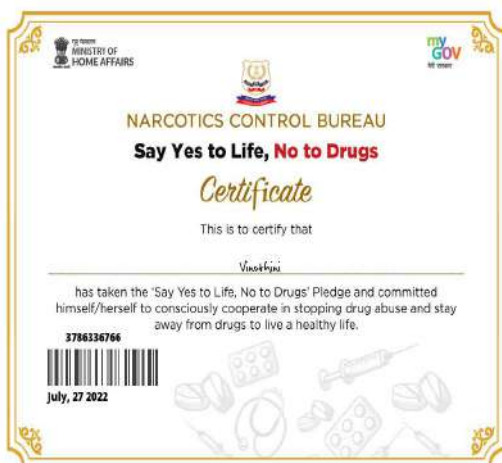 MINISTRY OF
HOME AFFAIRS
my
GOV
मेरी सरकार
NARCOTICS CONTROL BUREAU
Say Yes to Life, No to Drugs
Certificate
This is to certify that
has taken the 'Say Yes to Life, No to Drugs' Pledge and committed
himself/herself to consciously cooperate in stopping drug abuse and stay
away from drugs to live a healthy life.
3786336766
July, 27 2022